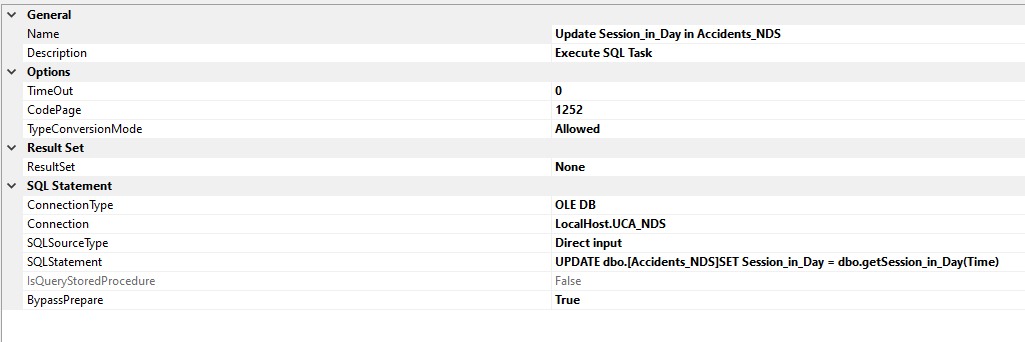 General
Name Update Session_in_Day in Accidents_NDS
Description Execute SQL Task
Options
TimeOut 0
CodePage 1252
TypeConversionMode Allowed
Result Set
ResultSet None
SQL Statement
ConnectionType OLE DB
Connection LocalHost.UCA_NDS
SQLSourceType Direct input
SQLStatement UPDATE dbo.[Accidents_NDS]SET Session_in_Day = dbo.getSession_in_Day(Time)
IsQueryStoredProcedure False
BypassPrepare True